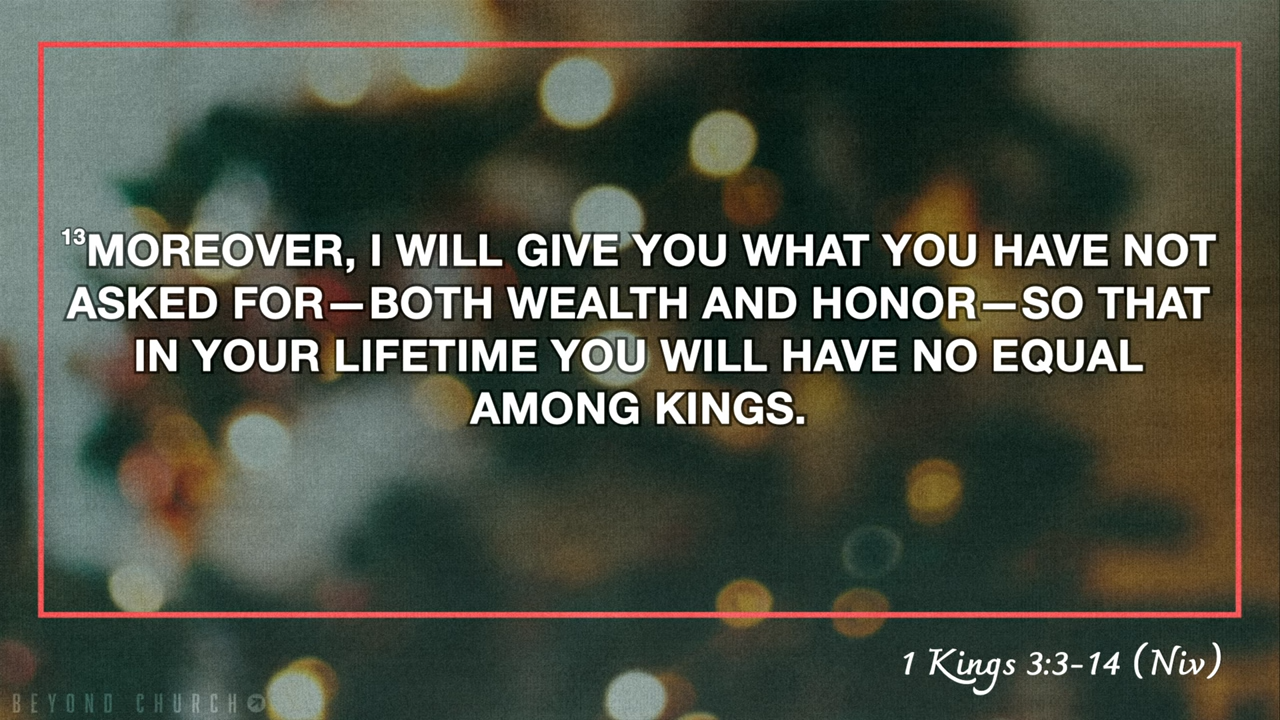 ¹³MOREOVER, I WILL GIVE YOU WHAT YOU HAVE NOT
ASKED FOR—BOTH WEALTH AND HONOR—SO THAT
IN YOUR LIFETIME YOU WILL HAVE NO EQUAL
AMONG KINGS.
1 Kings 3:3-14 (Niv)
BEYOND CHURCH